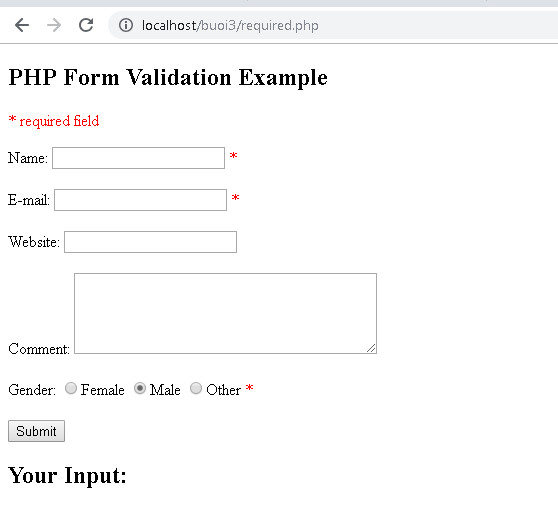 localhost/buoi3/required.php
PHP Form Validation Example
* required field
Name: *
E-mail: *
Website:
Comment:
Gender: Female Male Other *
Submit
Your Input: